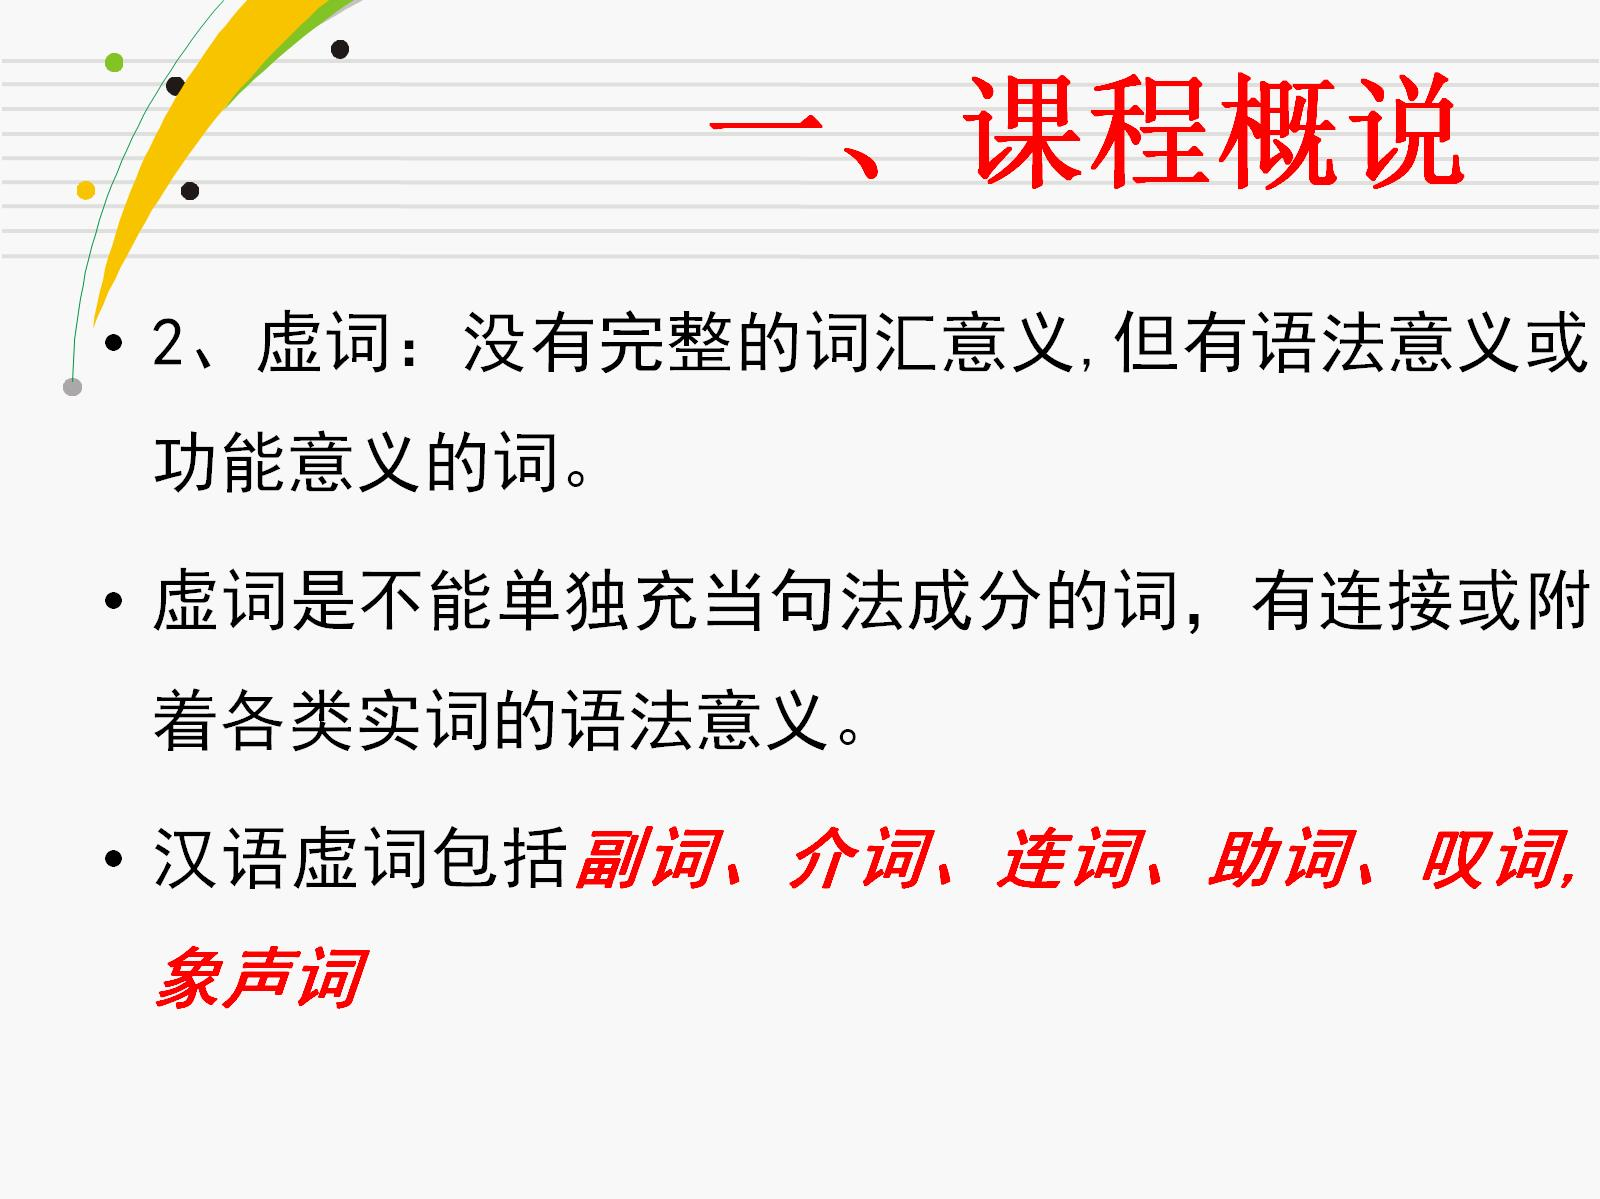 一、课程概说
• 2、虚词：没有完整的词汇意义,但有语法意义或
功能意义的词。
• 虚词是不能单独充当句法成分的词，有连接或附
着各类实词的语法意义。
• 汉语虚词包括副词、介词、连词、助词、叹词,
象声词